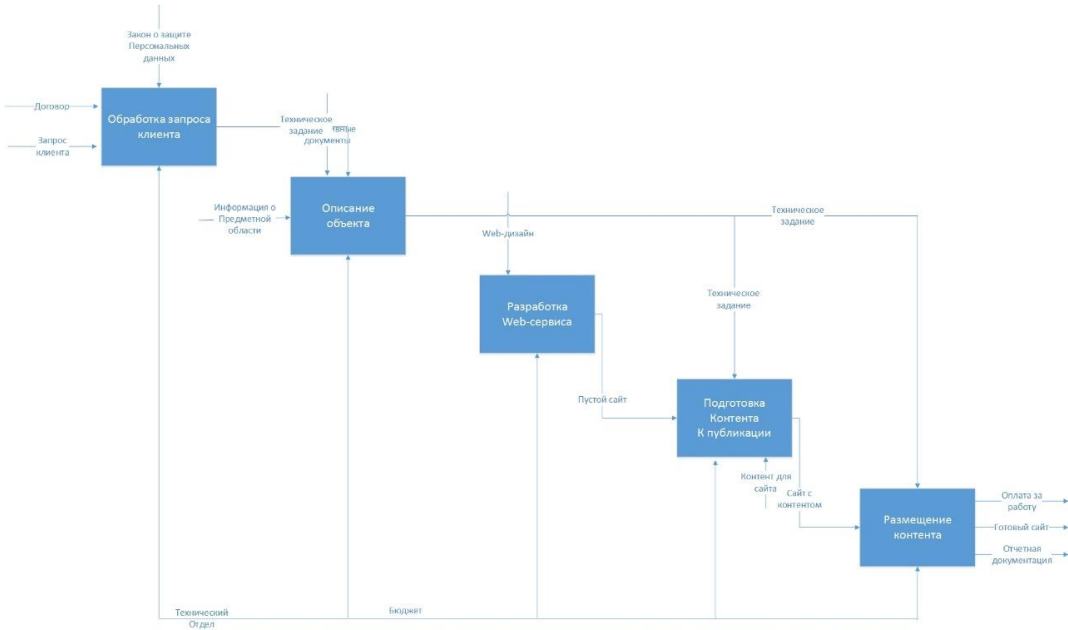 Закон о защите
Персональных
данных
Договор
Обработка запроса
клиента
Запрос
клиента
Техническое
задание
документы
Информация о
Предметной
области
Описание
объекта
Техническое
задание
Web-дизайн
Разработка
Web-сервиса
Техническое
задание
Пустой сайт
Подготовка
Контента
К публикации
Контент для
сайта
Сайт с
контентом
Размещение
контента
Оплата за
работу
Готовый сайт
Отчетная
документация
Технический
Отдел
Бюджет